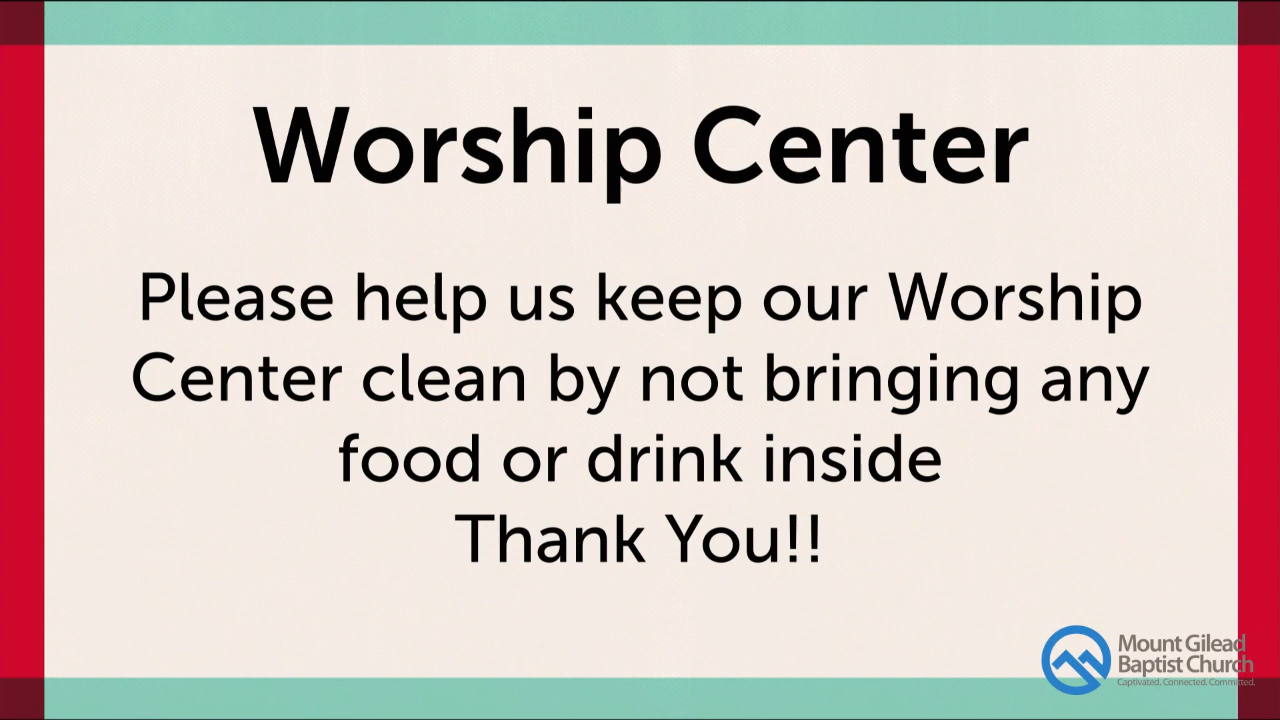 Worship Center
Please help us keep our Worship
Center clean by not bringing any
food or drink inside
Thank You!!
Mount Gilead
Baptist Church
Captivated. Connected. Committed.